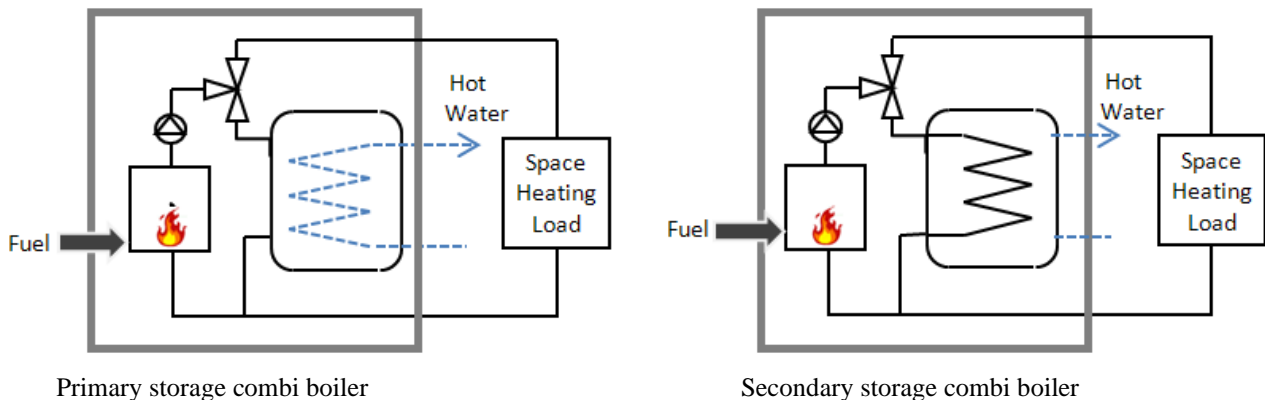 Hot
Water
Space
Heating
Load
Fuel
Primary storage combi boiler
Hot
Water
Space
Heating
Load
Fuel
Secondary storage combi boiler